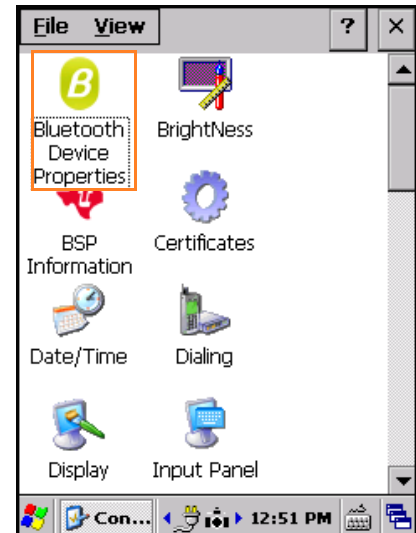 File View ? ×
B
Bluetooth
Device
Properties
BrightNess
BSP
Information
Certificates
Date/Time
Dialing
Display
Input Panel
Con... 12:51 PM